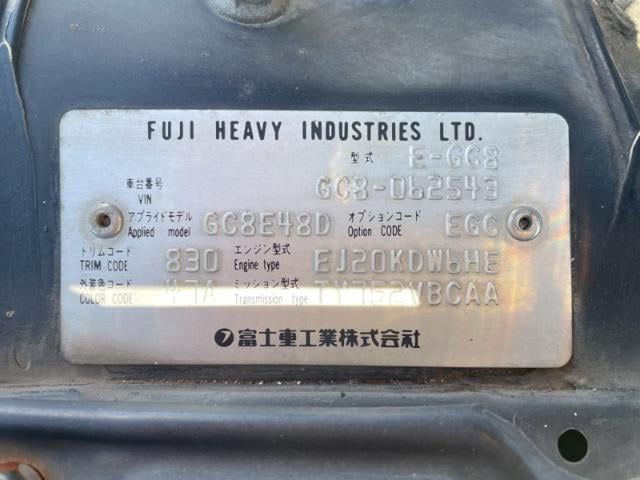 FUJI HEAVY INDUSTRIES LTD.
型式 E-GC8
車台番号 VIN GC8-062543
アプライドモデル Applied model GC8E48D オプションコード Option CODE EGC
トリムコード TRIM CODE 830 エンジン型式 Engine type EJ20KDW6HE
外装色コード COLOR CODE 47A ミッション型式 Transmission type TY752VBCAA
富士重工業株式会社